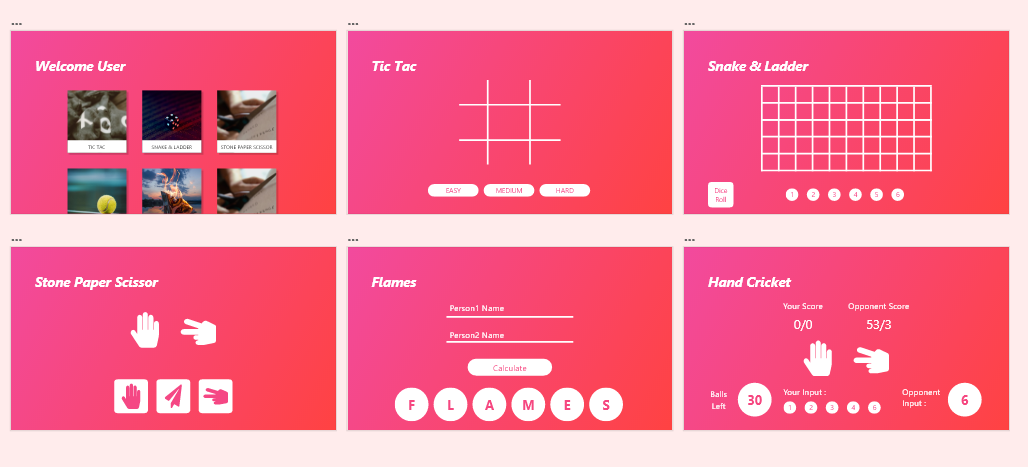 Welcome User
TIC TAC
SNAKE & LADDER
STONE PAPER SCISSOR
Tic Tac
EASY
MEDIUM
HARD
Snake & Ladder
Dice
Roll
1 2 3 4 5 6
Stone Paper Scissor
Flames
Person1 Name
Person2 Name
Calculate
F L A M E S
Hand Cricket
Your Score
Opponent Score
0/0
53/3
Balls
Left
30
Your Input :
1 2 3 4 6
Opponent
Input :
6